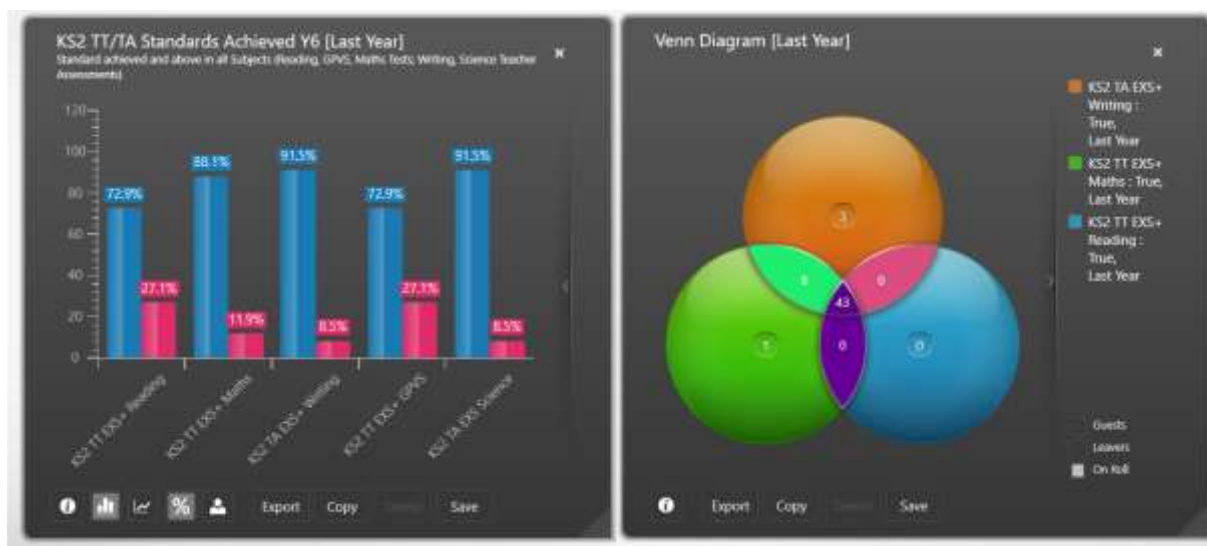 KS2 TT/TA Standards Achieved Y6 [Last Year]
Standard achieved and above in all Subjects (Reading, GPVS, Maths Tests; Writing, Science Teacher
Assessments)
120
100
80
60
40
20
0
72.9%
27.1%
88.1%
11.9%
91.5%
8.5%
72.9%
27.1%
91.5%
8.5%
KS2 TT EXS+ Reading
KS2 TT EXS+ Maths
KS2 TA EXS+ Writing
KS2 TT EXS+ GPVS
KS2 TA EXS Science
%
Export
Copy
Save
Venn Diagram [Last Year]
3
0
43
0
0
KS2 TA EXS+
Writing :
True,
Last Year
KS2 TT EXS+
Maths : True,
Last Year
KS2 TT EXS+
Reading :
True,
Last Year
Guests
Leavers
On Roll
Export
Copy
Save